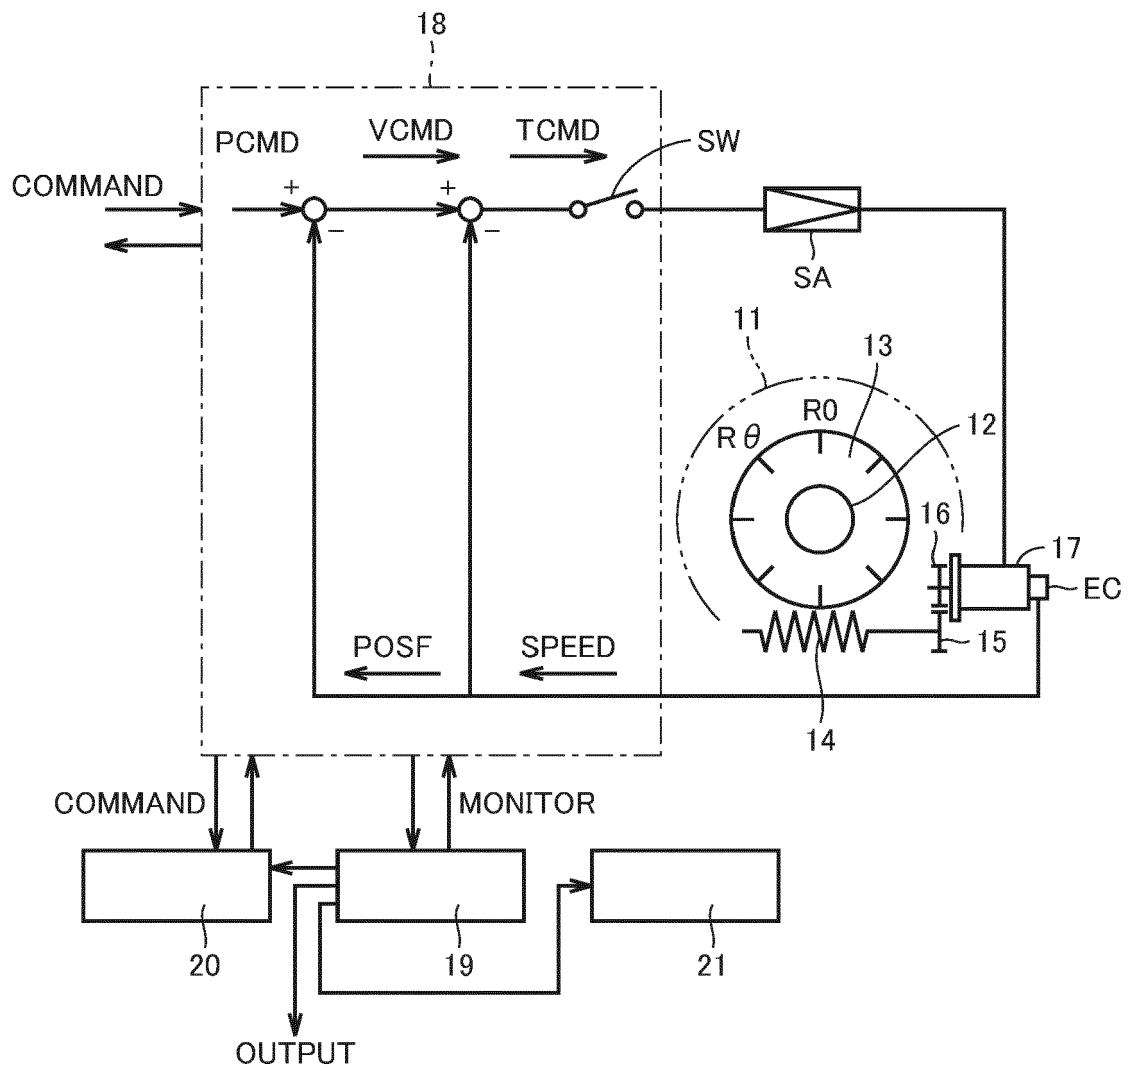 18
PCMD
VCMD
TCMD
SW
COMMAND
+
−
+
−
SA
11
13
R0
Rθ
12
16
17
EC
15
14
POSF
SPEED
COMMAND
MONITOR
20
19
21
OUTPUT